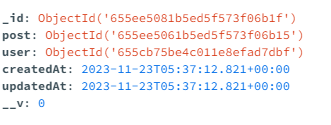 _id: ObjectId('655ee5081b5ed5f573f06b1f')
post: ObjectId('655ee5061b5ed5f573f06b15')
user: ObjectId('655cb75be4c011e8efad7dbf')
createdAt: 2023-11-23T05:37:12.821+00:00
updatedAt: 2023-11-23T05:37:12.821+00:00
__v: 0